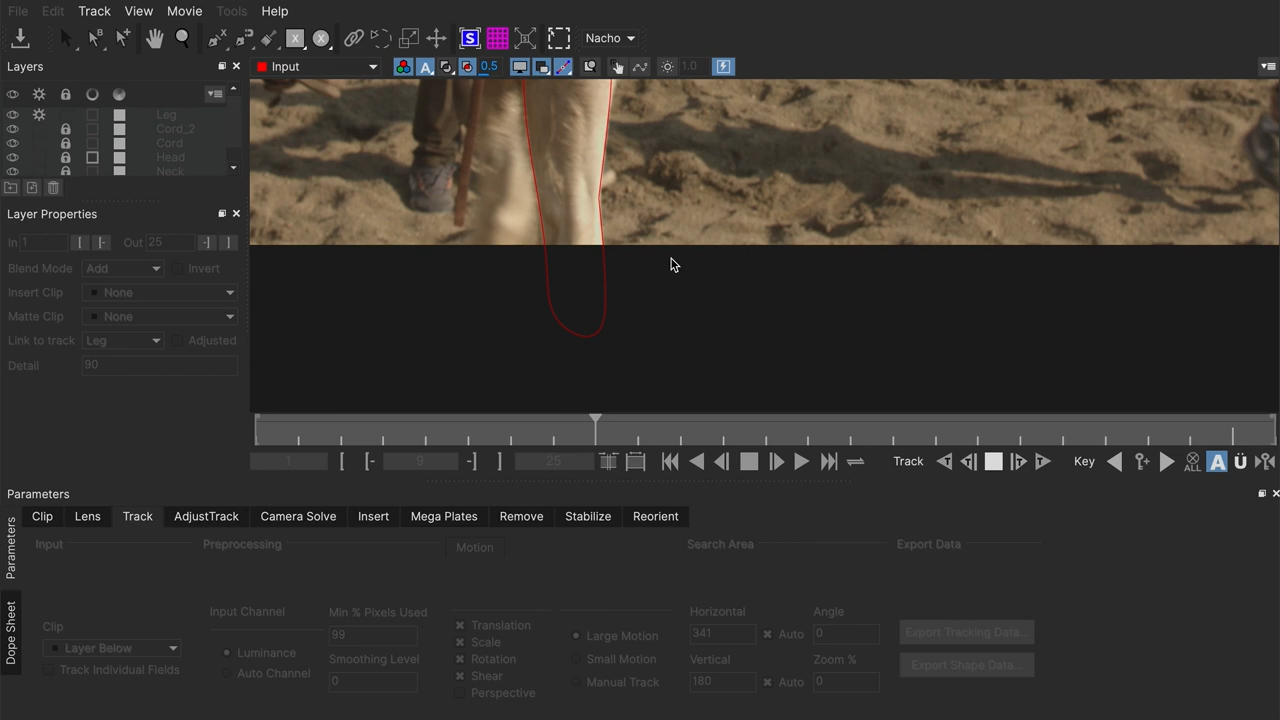 File Edit Track View Movie Tools Help
Nacho
Layers
Input 0.5 1.0
Leg
Cord_2
Cord
Head
Neck
Layer Properties
In 1 Out 25
Blend Mode Add Invert
Insert Clip None
Matte Clip None
Link to track Leg Adjusted
Detail 90
1 9 25 Track Key ALL A
Parameters
Clip Lens Track AdjustTrack Camera Solve Insert Mega Plates Remove Stabilize Reorient
Parameters
Dope Sheet
Input Preprocessing Motion Search Area Export Data
Input Channel Min % Pixels Used Horizontal Angle
Clip 99 Translation Large Motion 341 Auto 0 Export Tracking Data...
Layer Below Luminance Smoothing Level Scale Small Motion Vertical Zoom % Export Shape Data...
Track Individual Fields Auto Channel 0 Rotation Manual Track 180 Auto 0
Shear
Perspective